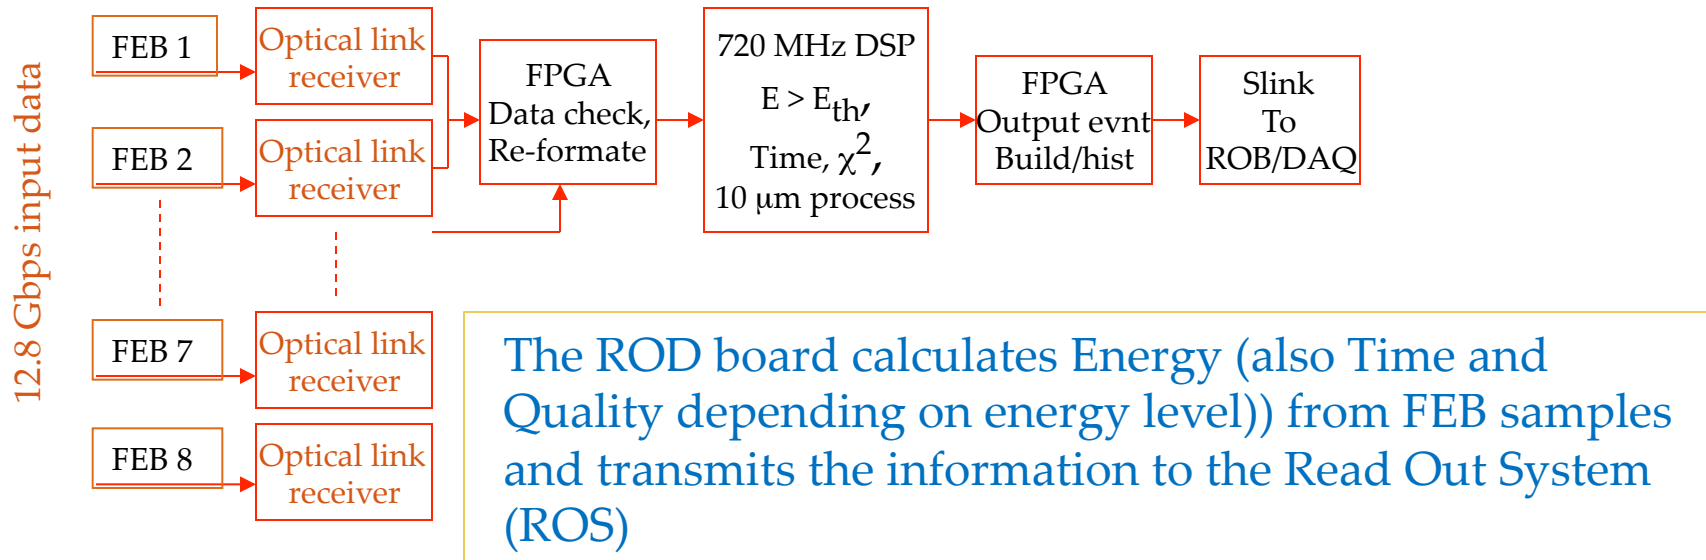 12.8 Gbps input data
FEB 1
Optical link
receiver
FEB 2
Optical link
receiver
FEB 7
Optical link
receiver
FEB 8
Optical link
receiver
FPGA
Data check,
Re-formate
720 MHz DSP
E > E_th,
Time, χ²,
10 μm process
FPGA
Output evnt
Build/hist
Slink
To
ROB/DAQ
The ROD board calculates Energy (also Time and
Quality depending on energy level)) from FEB samples
and transmits the information to the Read Out System
(ROS)